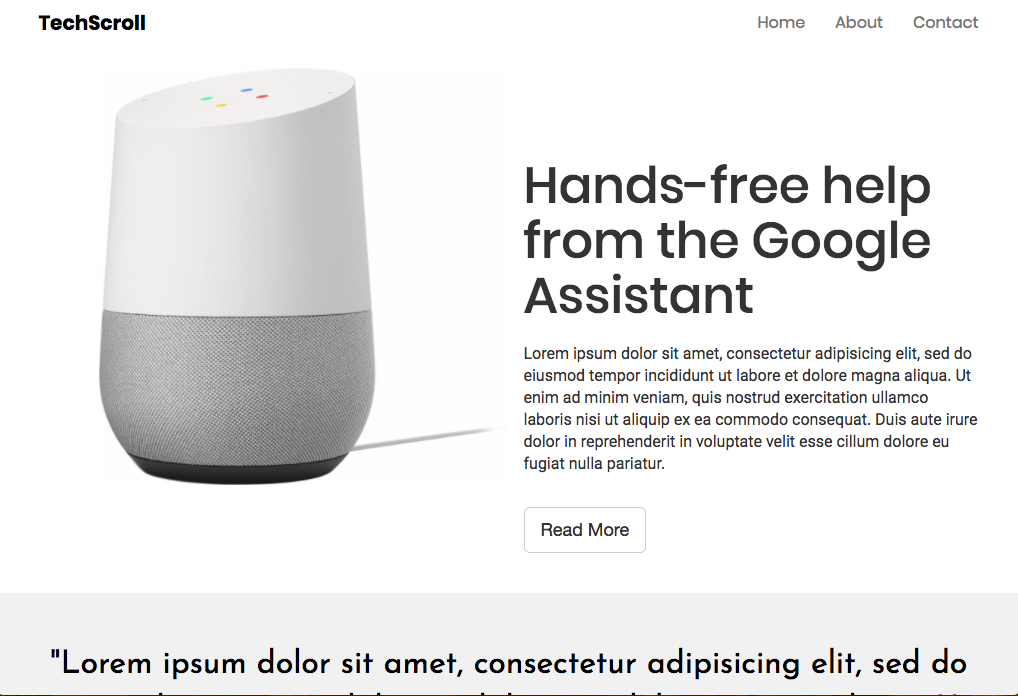 TechScroll
Home About Contact
Hands-free help
from the Google
Assistant
Lorem ipsum dolor sit amet, consectetur adipisicing elit, sed do
eiusmod tempor incididunt ut labore et dolore magna aliqua. Ut
enim ad minim veniam, quis nostrud exercitation ullamco
laboris nisi ut aliquip ex ea commodo consequat. Duis aute irure
dolor in reprehenderit in voluptate velit esse cillum dolore eu
fugiat nulla pariatur.
Read More
"Lorem ipsum dolor sit amet, consectetur adipisicing elit, sed do